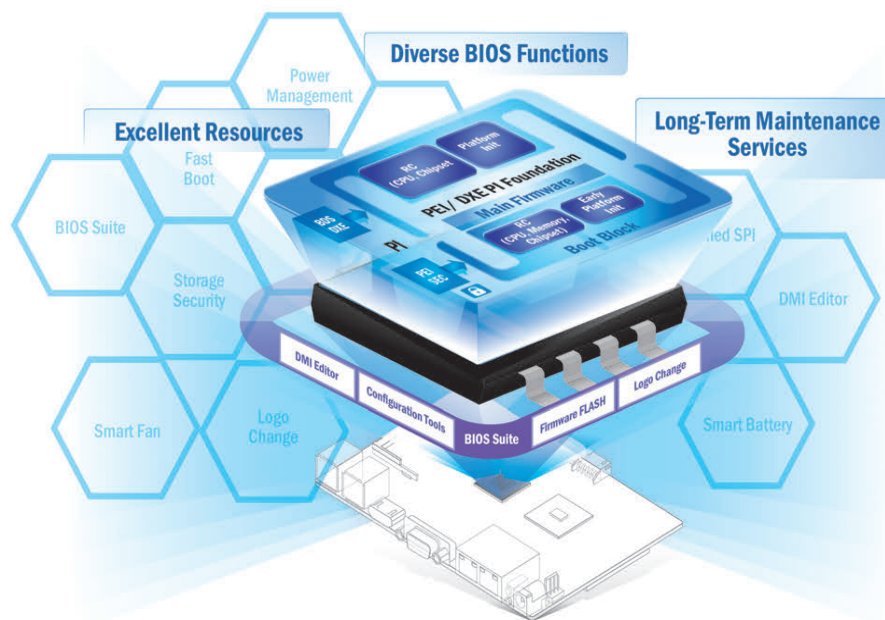 Diverse BIOS Functions
Power
Management
Excellent Resources
Long-Term Maintenance
Services
Fast
Boot
BIOS Suite
Storage
Security
Smart Fan
Logo
Change
SPI
DMI Editor
Smart Battery
RC
(CPU, Chipset
Platform
Init
PEI/ DXE PI Foundation
Main Firmware
BDS
DXE
PI
RC
(CPU, Memory,
Chipset)
Early
Platform
Init
Boot Block
PEI
SEC
DMI Editor
Configuration Tools
BIOS Suite
Firmware FLASH
Logo Change